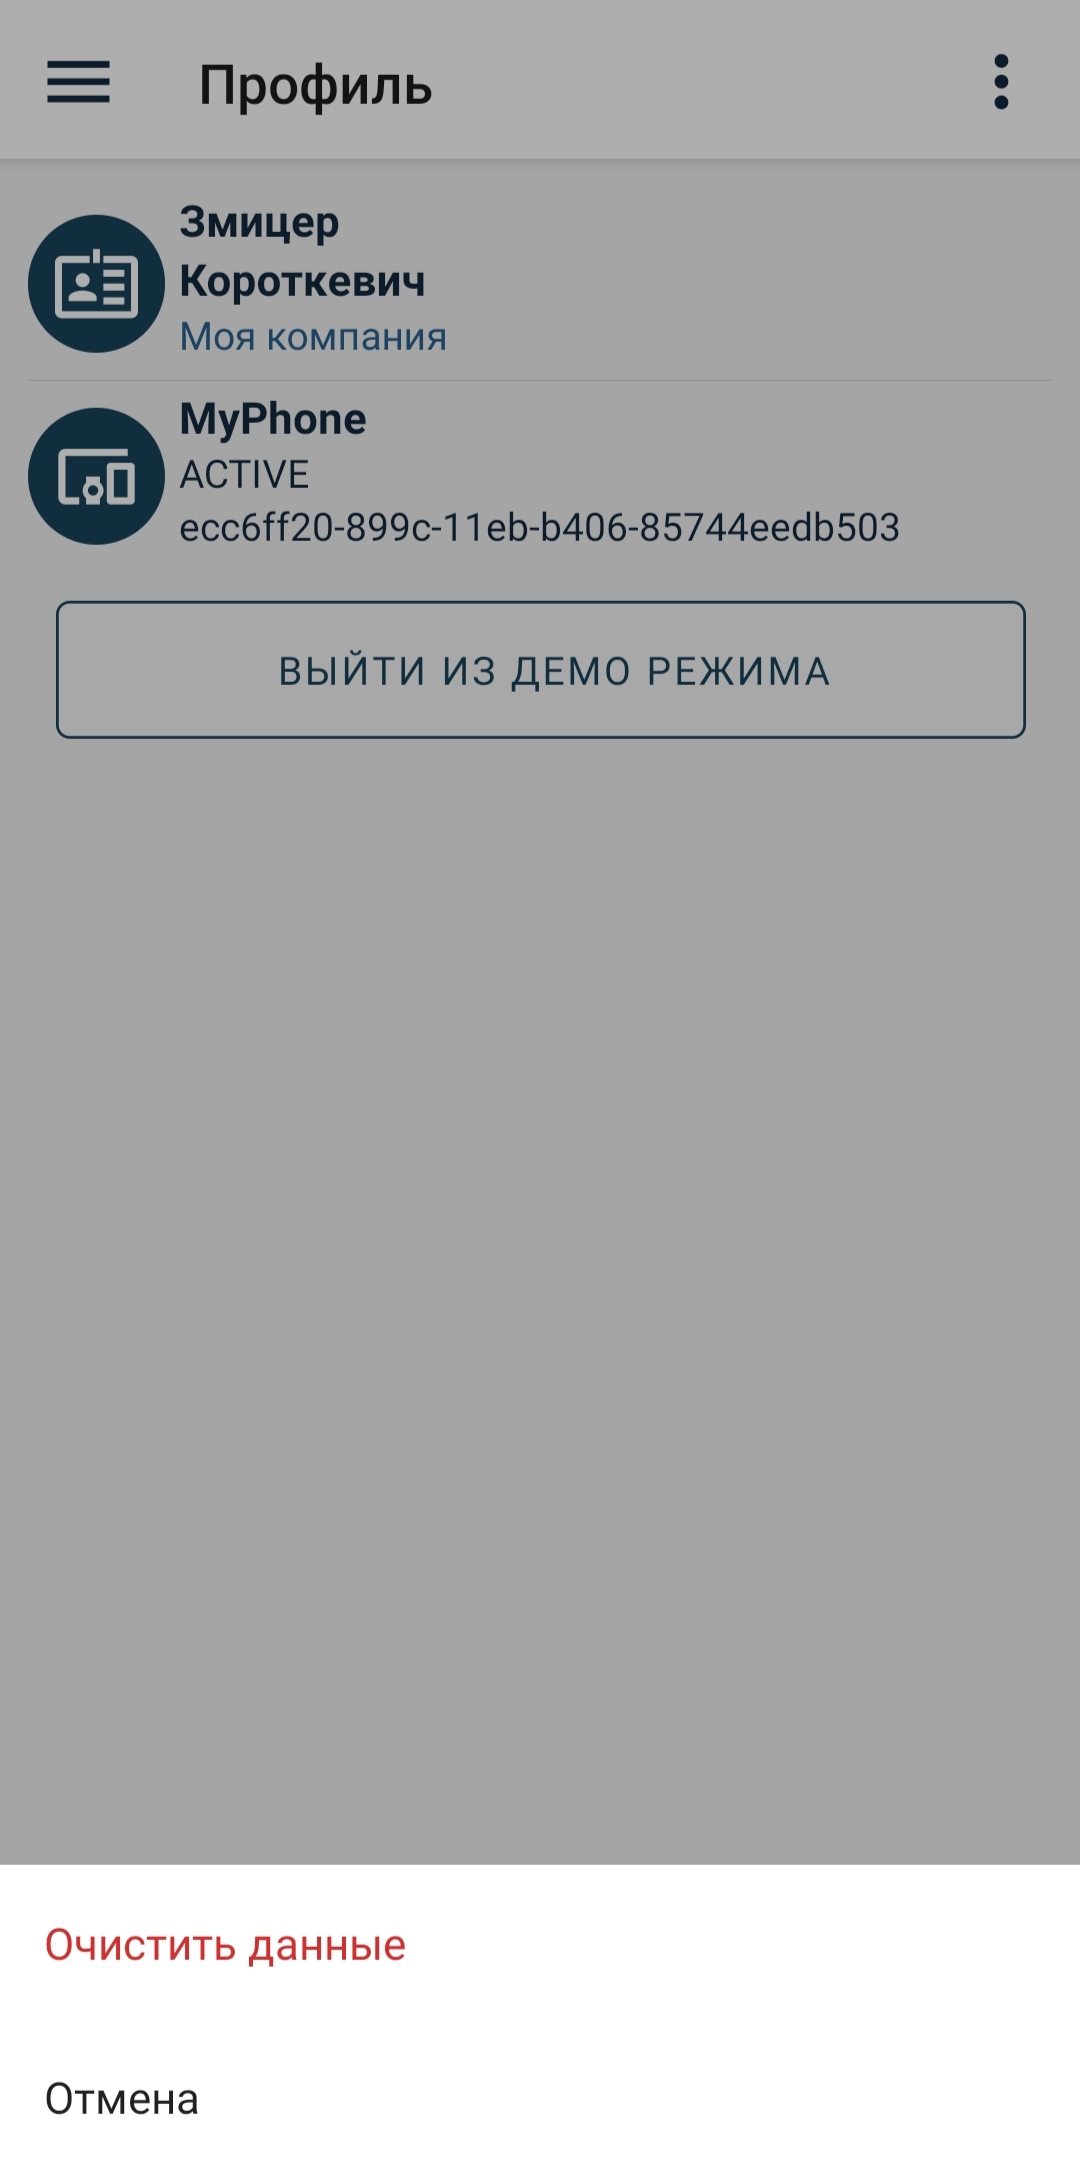 Профиль
Змицер
Короткевич
Моя компания
MyPhone
ACTIVE
ecc6ff20-899c-11eb-b406-85744eedb503
ВЫЙТИ ИЗ ДЕМО РЕЖИМА
Очистить данные
Отмена